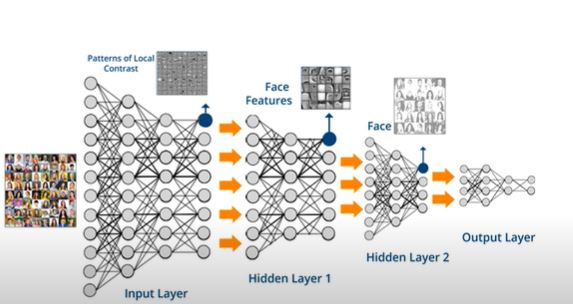 Patterns of Local
Contrast
Face
Features
Face
Input Layer
Hidden Layer 1
Hidden Layer 2
Output Layer